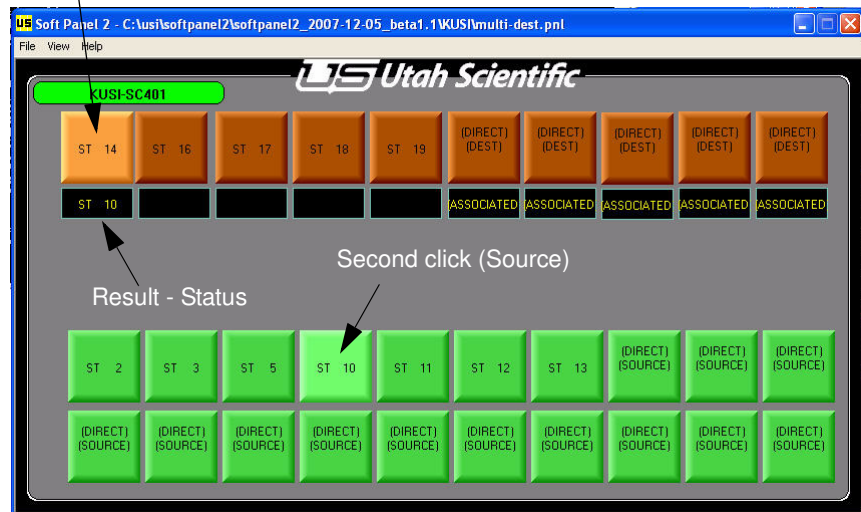 Soft Panel 2 - C:\usi\softpanel2\softpanel2_2007-12-05_beta1.1\KUSI\multi-dest.pnl
File View Help
US Utah Scientific
KUSI-SC401
ST 14 ST 16 ST 17 ST 18 ST 19 (DIRECT) (DIRECT) (DIRECT) (DIRECT) (DIRECT)
(DEST) (DEST) (DEST) (DEST) (DEST)
ST 10 (ASSOCIATED (ASSOCIATED (ASSOCIATED (ASSOCIATED (ASSOCIATED
Second click (Source)
Result - Status
ST 2 ST 3 ST 5 ST 10 ST 11 ST 12 ST 13 (DIRECT) (DIRECT) (DIRECT)
(SOURCE) (SOURCE) (SOURCE)
(DIRECT) (DIRECT) (DIRECT) (DIRECT) (DIRECT) (DIRECT) (DIRECT) (DIRECT) (DIRECT) (DIRECT)
(SOURCE) (SOURCE) (SOURCE) (SOURCE) (SOURCE) (SOURCE) (SOURCE) (SOURCE) (SOURCE) (SOURCE)